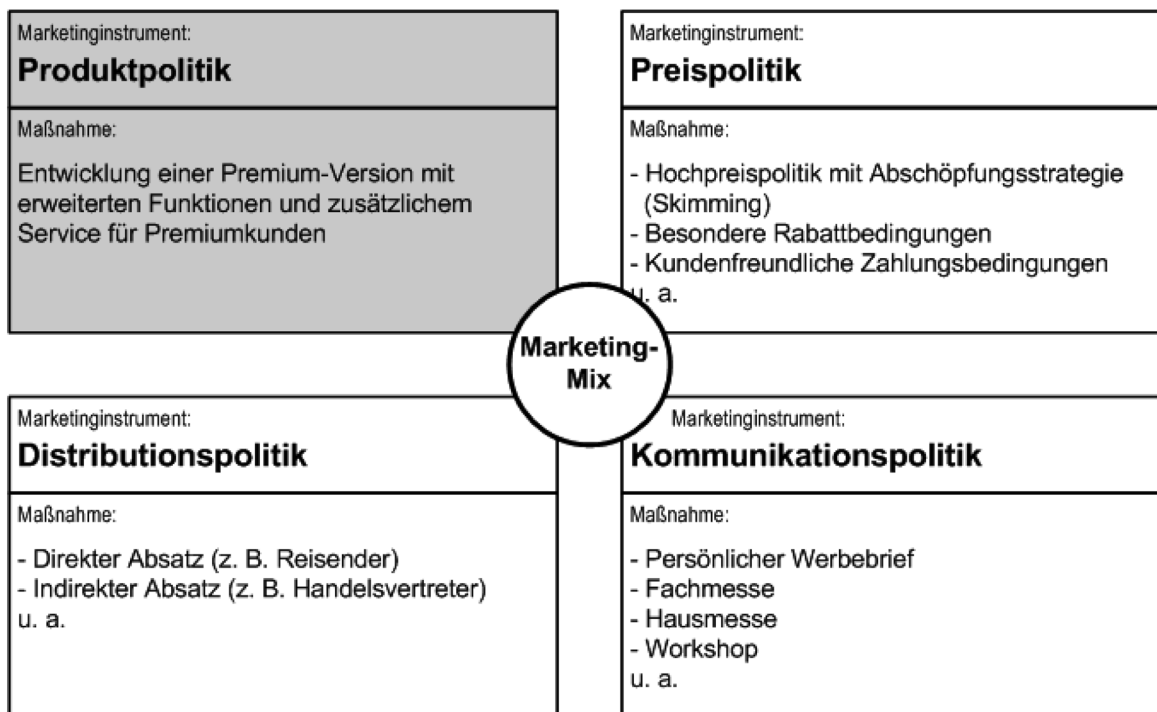 Marketinginstrument:
Produktpolitik
Maßnahme:
Entwicklung einer Premium-Version mit
erweiterten Funktionen und zusätzlichem
Service für Premiumkunden
Marketinginstrument:
Preispolitik
Maßnahme:
- Hochpreispolitik mit Abschöpfungsstrategie
(Skimming)
- Besondere Rabattbedingungen
- Kundenfreundliche Zahlungsbedingungen
u. a.
Marketing-
Mix
Marketinginstrument:
Distributionspolitik
Maßnahme:
- Direkter Absatz (z. B. Reisender)
- Indirekter Absatz (z. B. Handelsvertreter)
u. a.
Marketinginstrument:
Kommunikationspolitik
Maßnahme:
- Persönlicher Werbebrief
- Fachmesse
- Hausmesse
- Workshop
u. a.